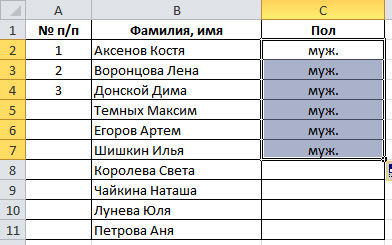 A B C
1 № п/п Фамилия, имя Пол
2 1 Аксенов Костя муж.
3 2 Воронцова Лена муж.
4 3 Донской Дима муж.
5 Темных Максим муж.
6 Егоров Артем муж.
7 Шишкин Илья муж.
8 Королева Света
9 Чайкина Наташа
10 Лунева Юля
11 Петрова Аня